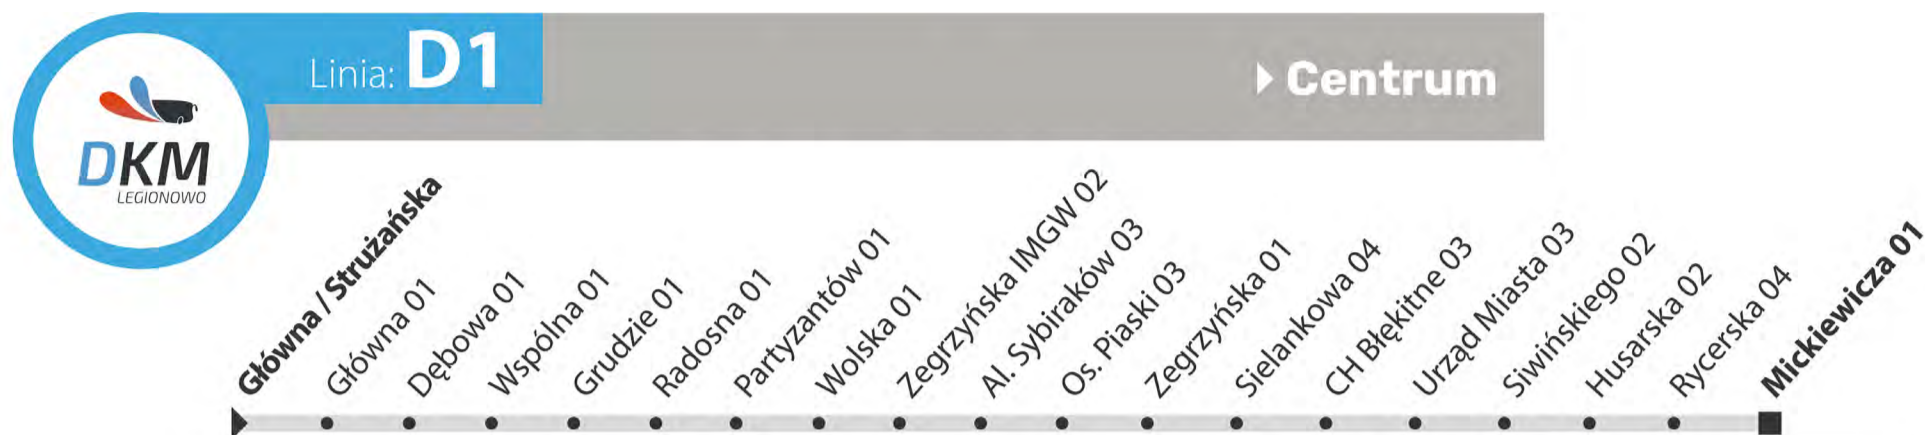 Linia: D1
Centrum
DKM
LEGIONOWO
Główna / Strużańska
Główna 01
Dębowa 01
Wspólna 01
Grudzie 01
Radosna 01
Partyzantów 01
Wolska 01
Zegrzyńska IMGW 02
Al. Sybiraków 03
Os. Piaski 03
Zegrzyńska 01
Sielankowa 04
CH Błękitne 03
Urząd Miasta 03
Siwińskiego 02
Husarska 02
Rycerska 04
Mickiewicza 01